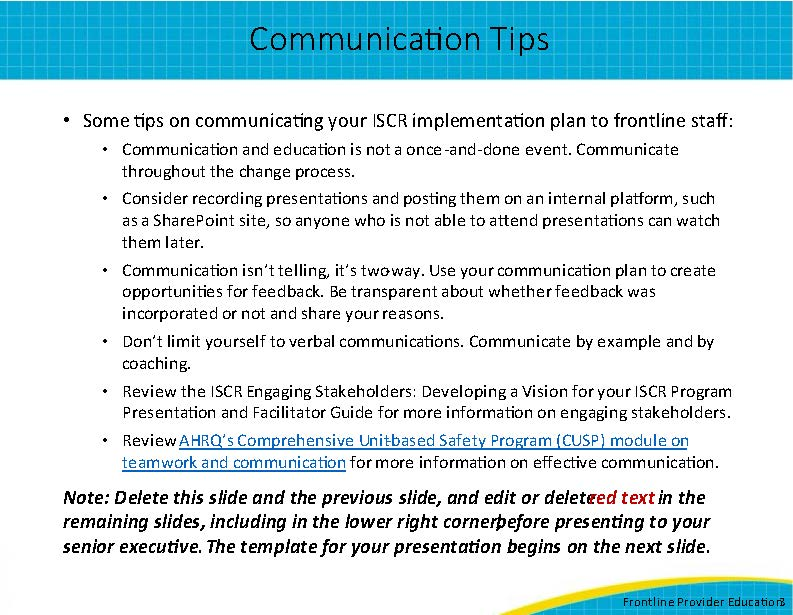 Communication Tips
• Some tips on communicating your ISCR implementation plan to frontline staff:
• Communication and education is not a once-and-done event. Communicate
throughout the change process.
• Consider recording presentations and posting them on an internal platform, such
as a SharePoint site, so anyone who is not able to attend presentations can watch
them later.
• Communication isn't telling, it's two-way. Use your communication plan to create
opportunities for feedback. Be transparent about whether feedback was
incorporated or not and share your reasons.
• Don't limit yourself to verbal communications. Communicate by example and by
coaching.
• Review the ISCR Engaging Stakeholders: Developing a Vision for your ISCR Program
Presentation and Facilitator Guide for more information on engaging stakeholders.
• Review AHRQ's Comprehensive Unit-based Safety Program (CUSP) module on
teamwork and communication for more information on effective communication.
Note: Delete this slide and the previous slide, and edit or delete red text in the
remaining slides, including in the lower right corner, before presenting to your
senior executive. The template for your presentation begins on the next slide.
Frontline Provider Education 3